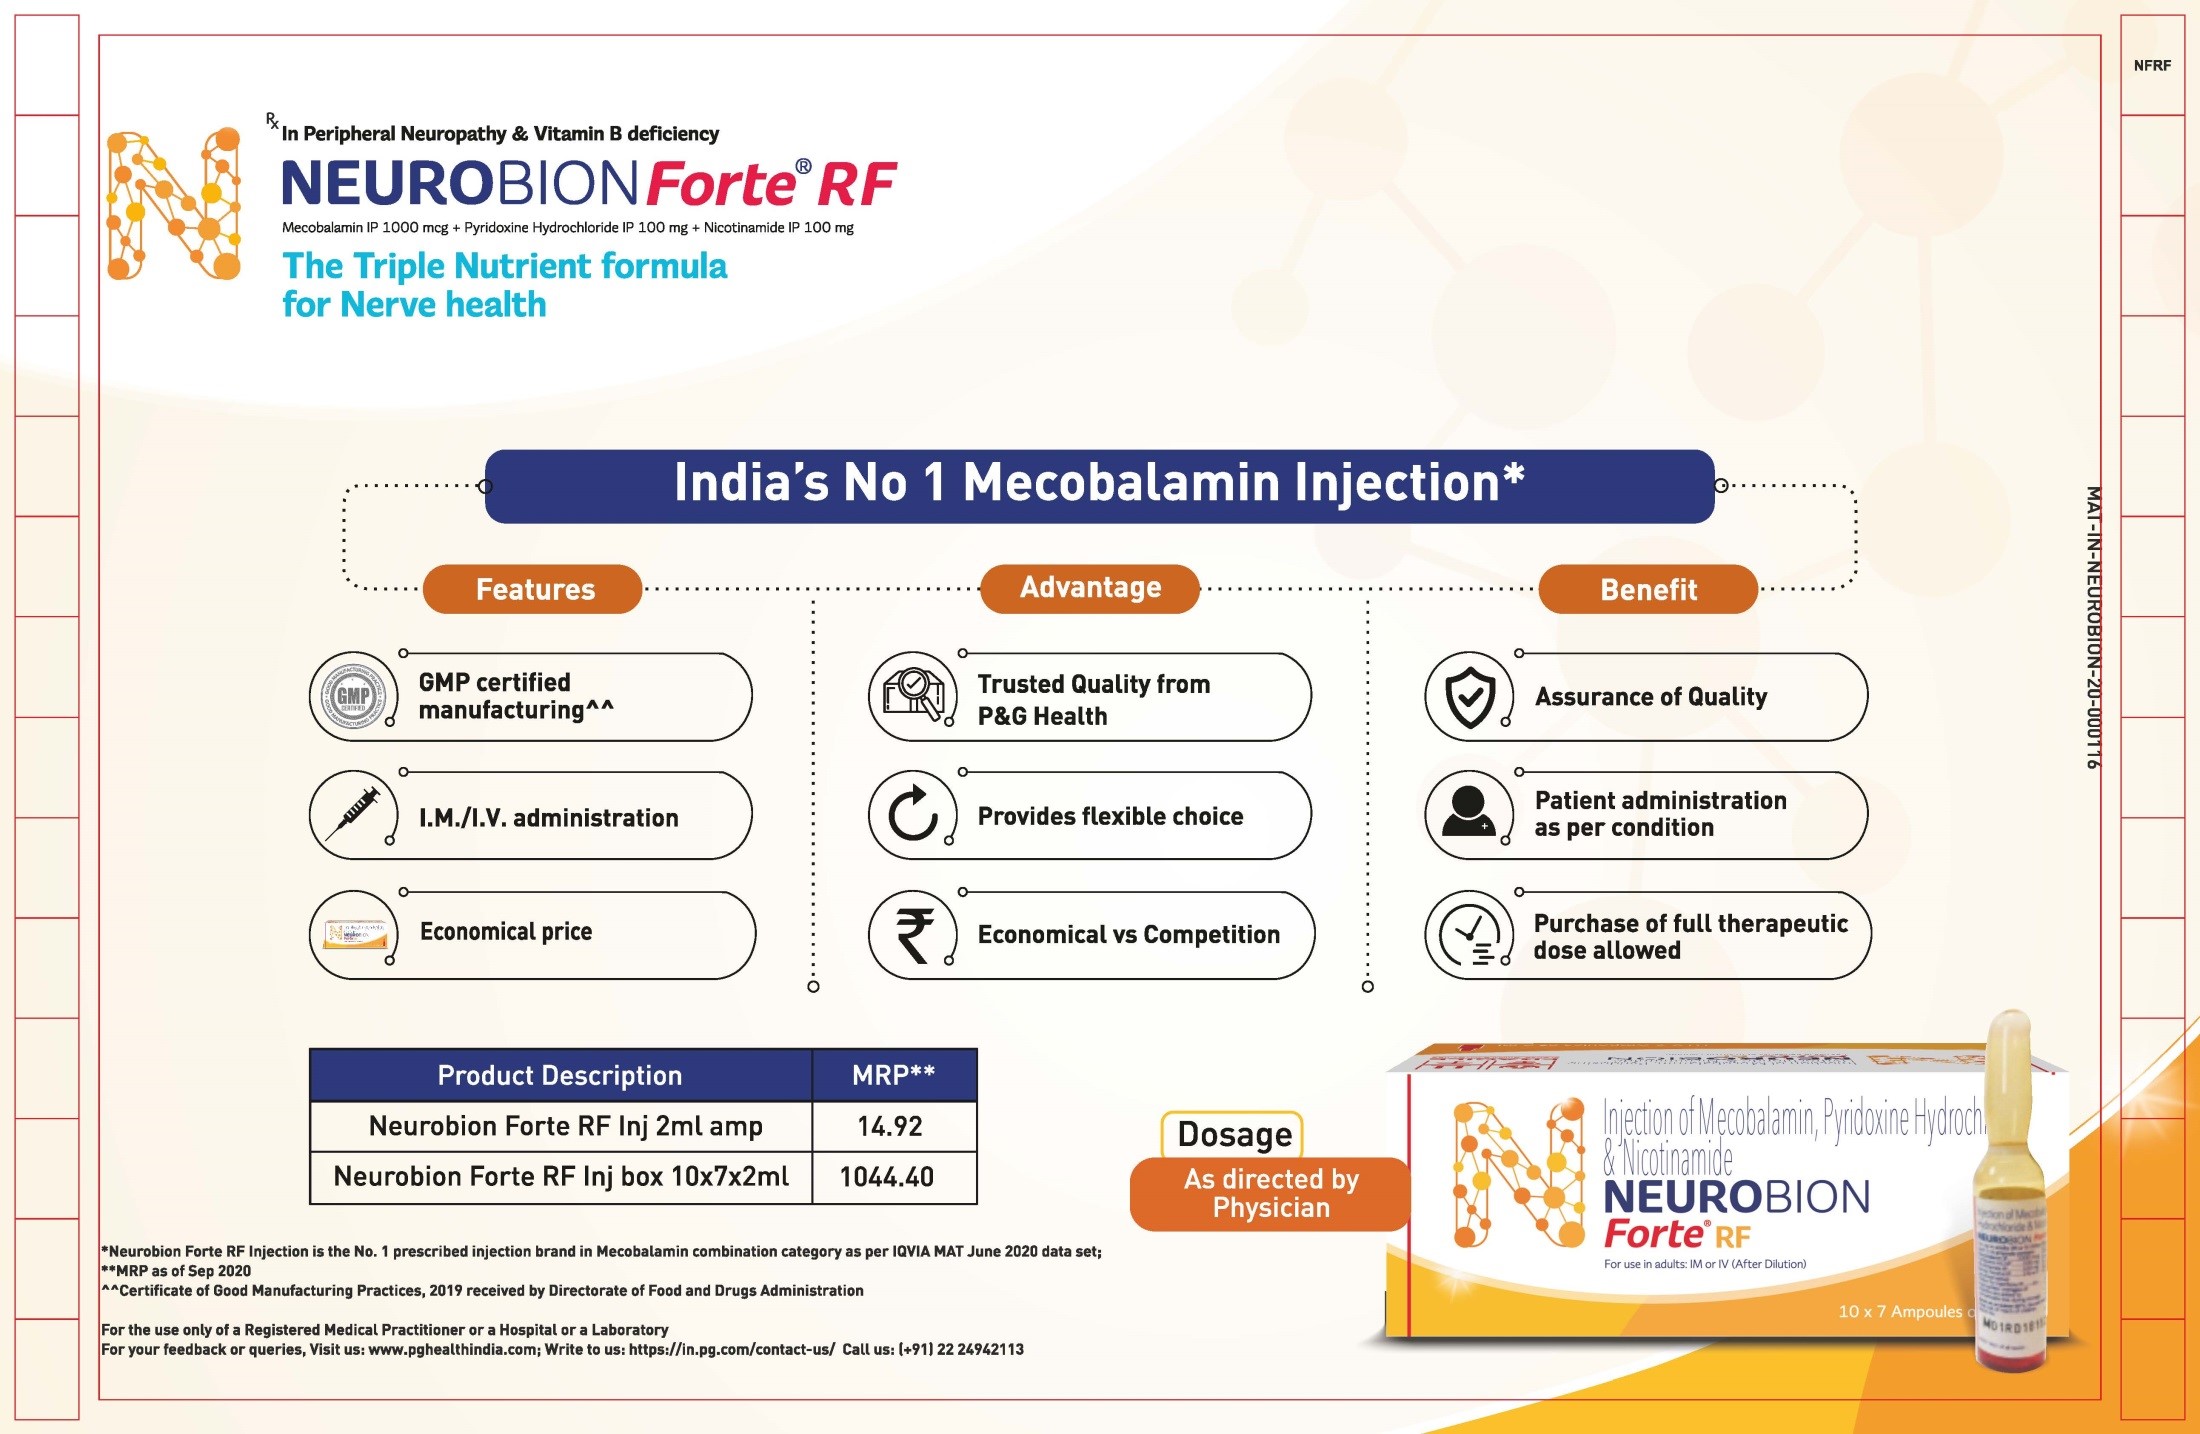 NFRF
Rx In Peripheral Neuropathy & Vitamin B deficiency
NEUROBION Forte® RF
Mecobalamin IP 1000 mcg + Pyridoxine Hydrochloride IP 100 mg + Nicotinamide IP 100 mg
The Triple Nutrient formula
for Nerve health
India's No 1 Mecobalamin Injection*
Features
GMP certified
manufacturing^^
I.M./I.V. administration
Economical price
Advantage
Trusted Quality from
P&G Health
Provides flexible choice
Economical vs Competition
Benefit
Assurance of Quality
Patient administration
as per condition
Purchase of full therapeutic
dose allowed
MAT-IN-NEUROBION-20-000116
Product Description MRP**
Neurobion Forte RF Inj 2ml amp 14.92
Neurobion Forte RF Inj box 10x7x2ml 1044.40
Dosage
As directed by
Physician
Injection of Mecobalamin, Pyridoxine Hydroch
& Nicotinamide
NEUROBION
Forte® RF
For use in adults: IM or IV (After Dilution)
10 x 7 Ampoules
*Neurobion Forte RF Injection is the No. 1 prescribed injection brand in Mecobalamin combination category as per IQVIA MAT June 2020 data set;
**MRP as of Sep 2020
^^Certificate of Good Manufacturing Practices, 2019 received by Directorate of Food and Drugs Administration
For the use only of a Registered Medical Practitioner or a Hospital or a Laboratory
For your feedback or queries, Visit us: www.pghealthindia.com; Write to us: https://in.pg.com/contact-us/ Call us: (+91) 22 24942113